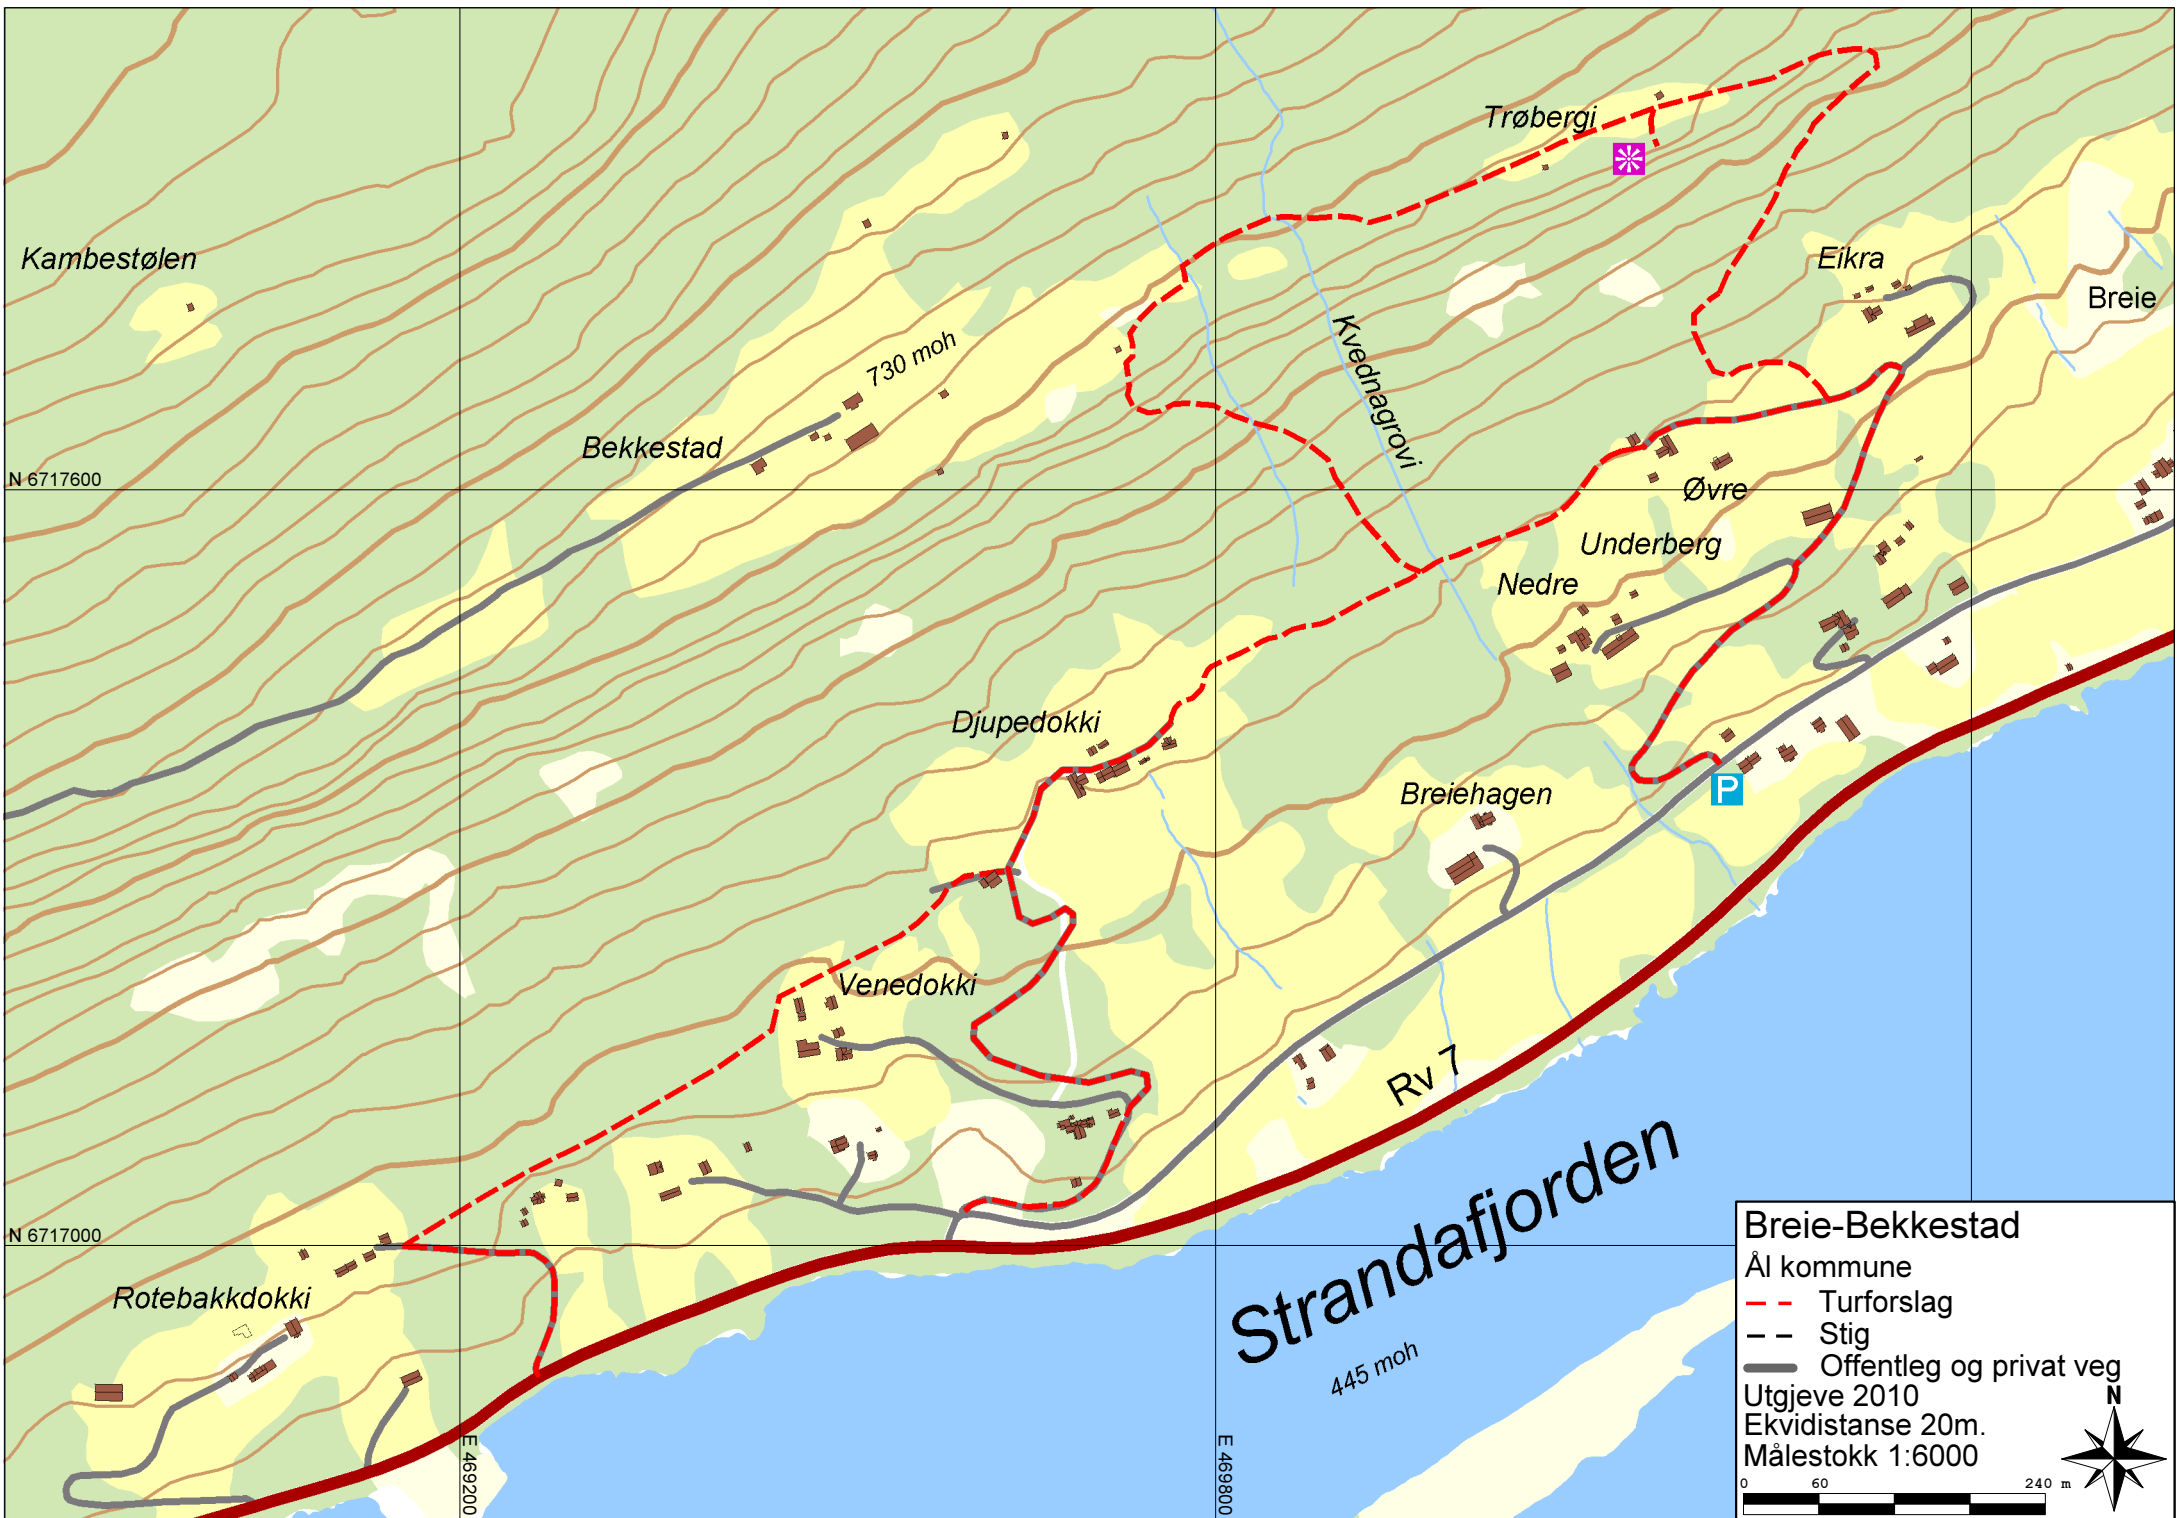 Trøbergi
Kambestølen
Eikra
Breie
730 moh
Kvednagrovi
Bekkestad
N 6717600
Øvre
Underberg
Nedre
Djupedokki
Breiehagen
P
Venedokki
Rv 7
N 6717000
Rotebakkdokki
Strandafjorden
445 moh
E 469200
E 469800
Breie-Bekkestad
Ål kommune
Turforslag
Stig
Offentleg og privat veg
Utgjeve 2010
N
Ekvidistanse 20m.
Målestokk 1:6000
0 60 240 m